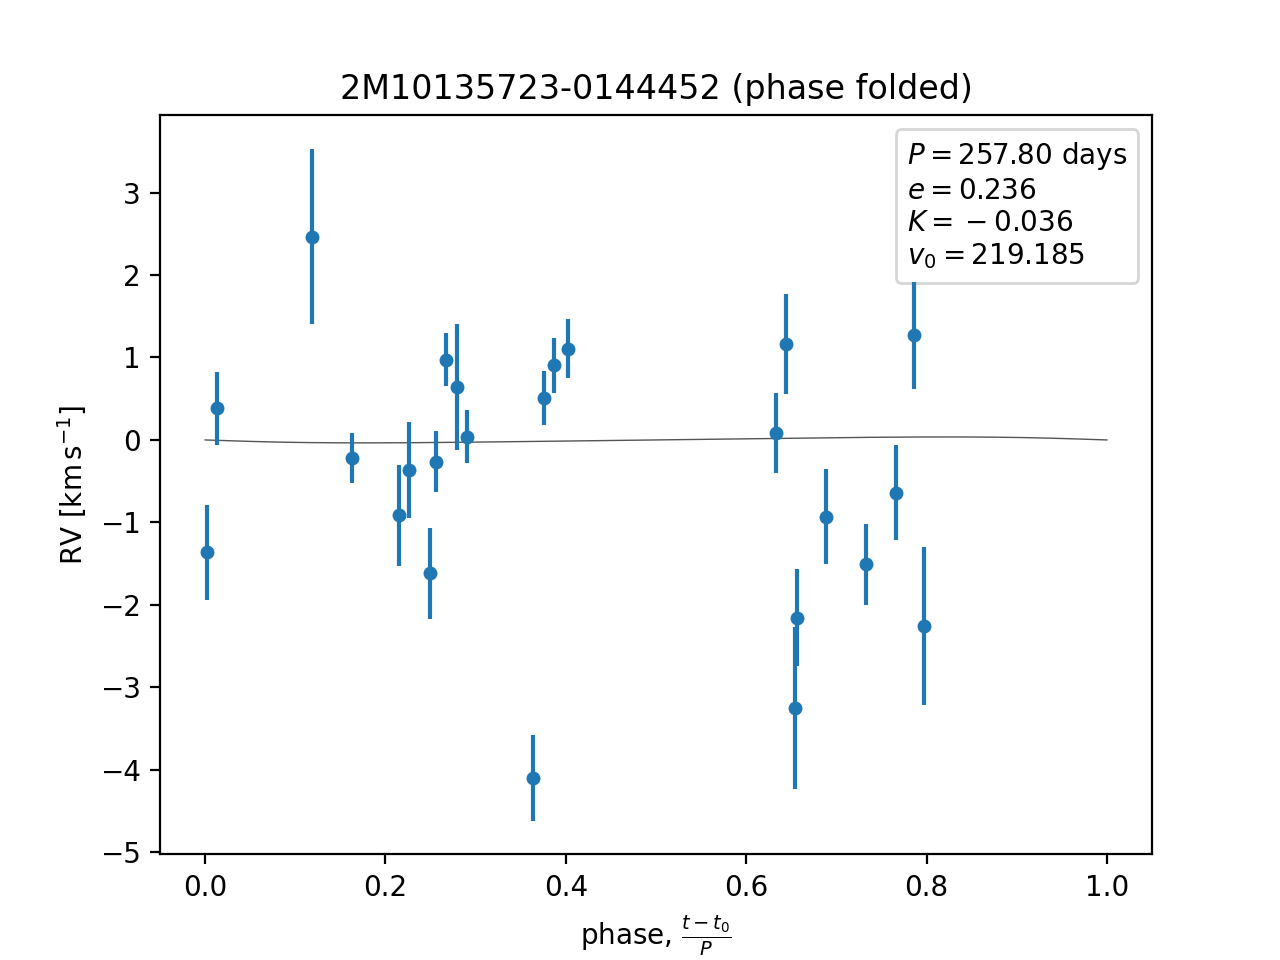 2M10135723-0144452 (phase folded)
P = 257.80 days
e = 0.236
K = −0.036
v₀ = 219.185
3
2
1
0
−1
−2
−3
−4
−5
RV [km s⁻¹]
0.0 0.2 0.4 0.6 0.8 1.0
phase, (t − t₀)/P